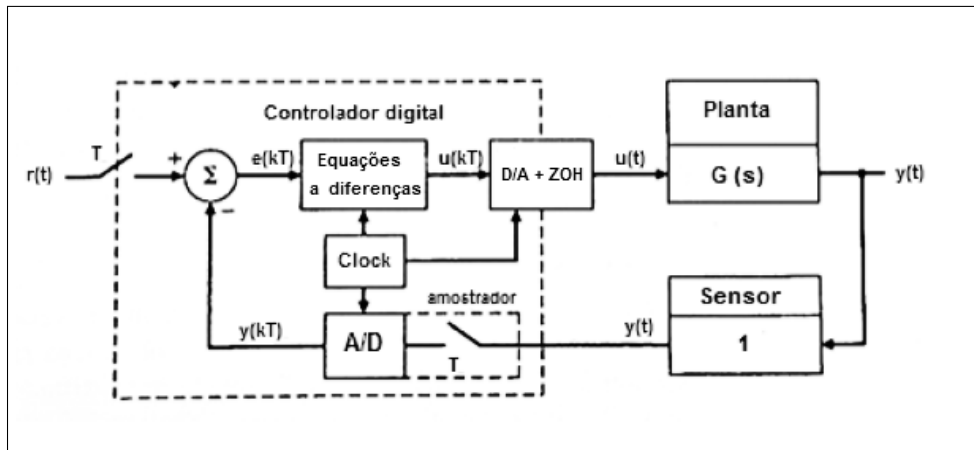 Controlador digital
Planta
T
r(t)
+
Σ
−
e(kT)
Equações
a diferenças
u(kT)
D/A + ZOH
u(t)
G (s)
y(t)
Clock
amostrador
Sensor
y(kT)
A/D
T
y(t)
1